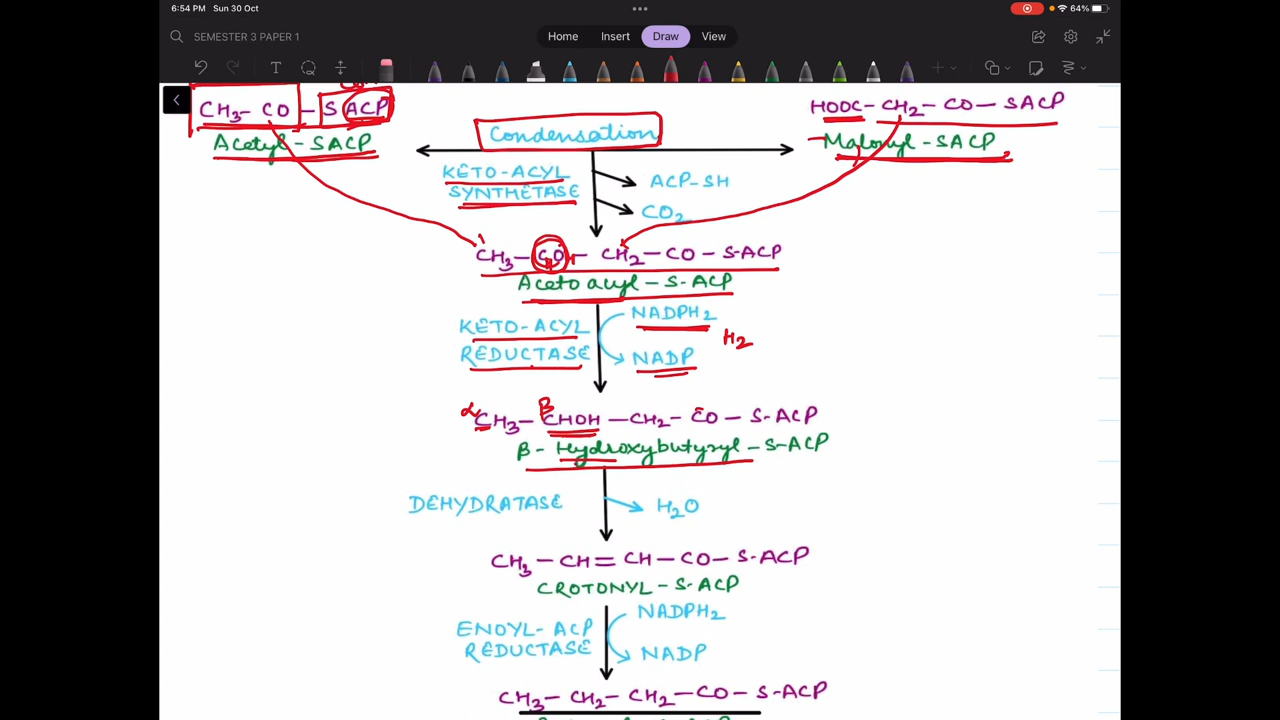 6:54 PM Sun 30 Oct
64%
SEMESTER 3 PAPER 1
Home Insert Draw View
CH3- CO - S ACP
Acetyl - SACP
HOOC- CH2 - CO - SACP
Malonyl - SACP
Condensation
KETO-ACYL
SYNTHETASE
ACP-SH
CO2
CH3- CO - CH2 - CO - S-ACP
Aceto acyl - S-ACP
KETO-ACYL
REDUCTASE
NADPH2
H2
NADP
α β
CH3- CHOH - CH2 - CO - S-ACP
β - Hydroxybutyryl - S-ACP
DEHYDRATASE
H2O
CH3 - CH = CH - CO - S-ACP
CROTONYL - S-ACP
ENOYL- ACP
REDUCTASE
NADPH2
NADP
CH3- CH2 - CH2 - CO - S-ACP